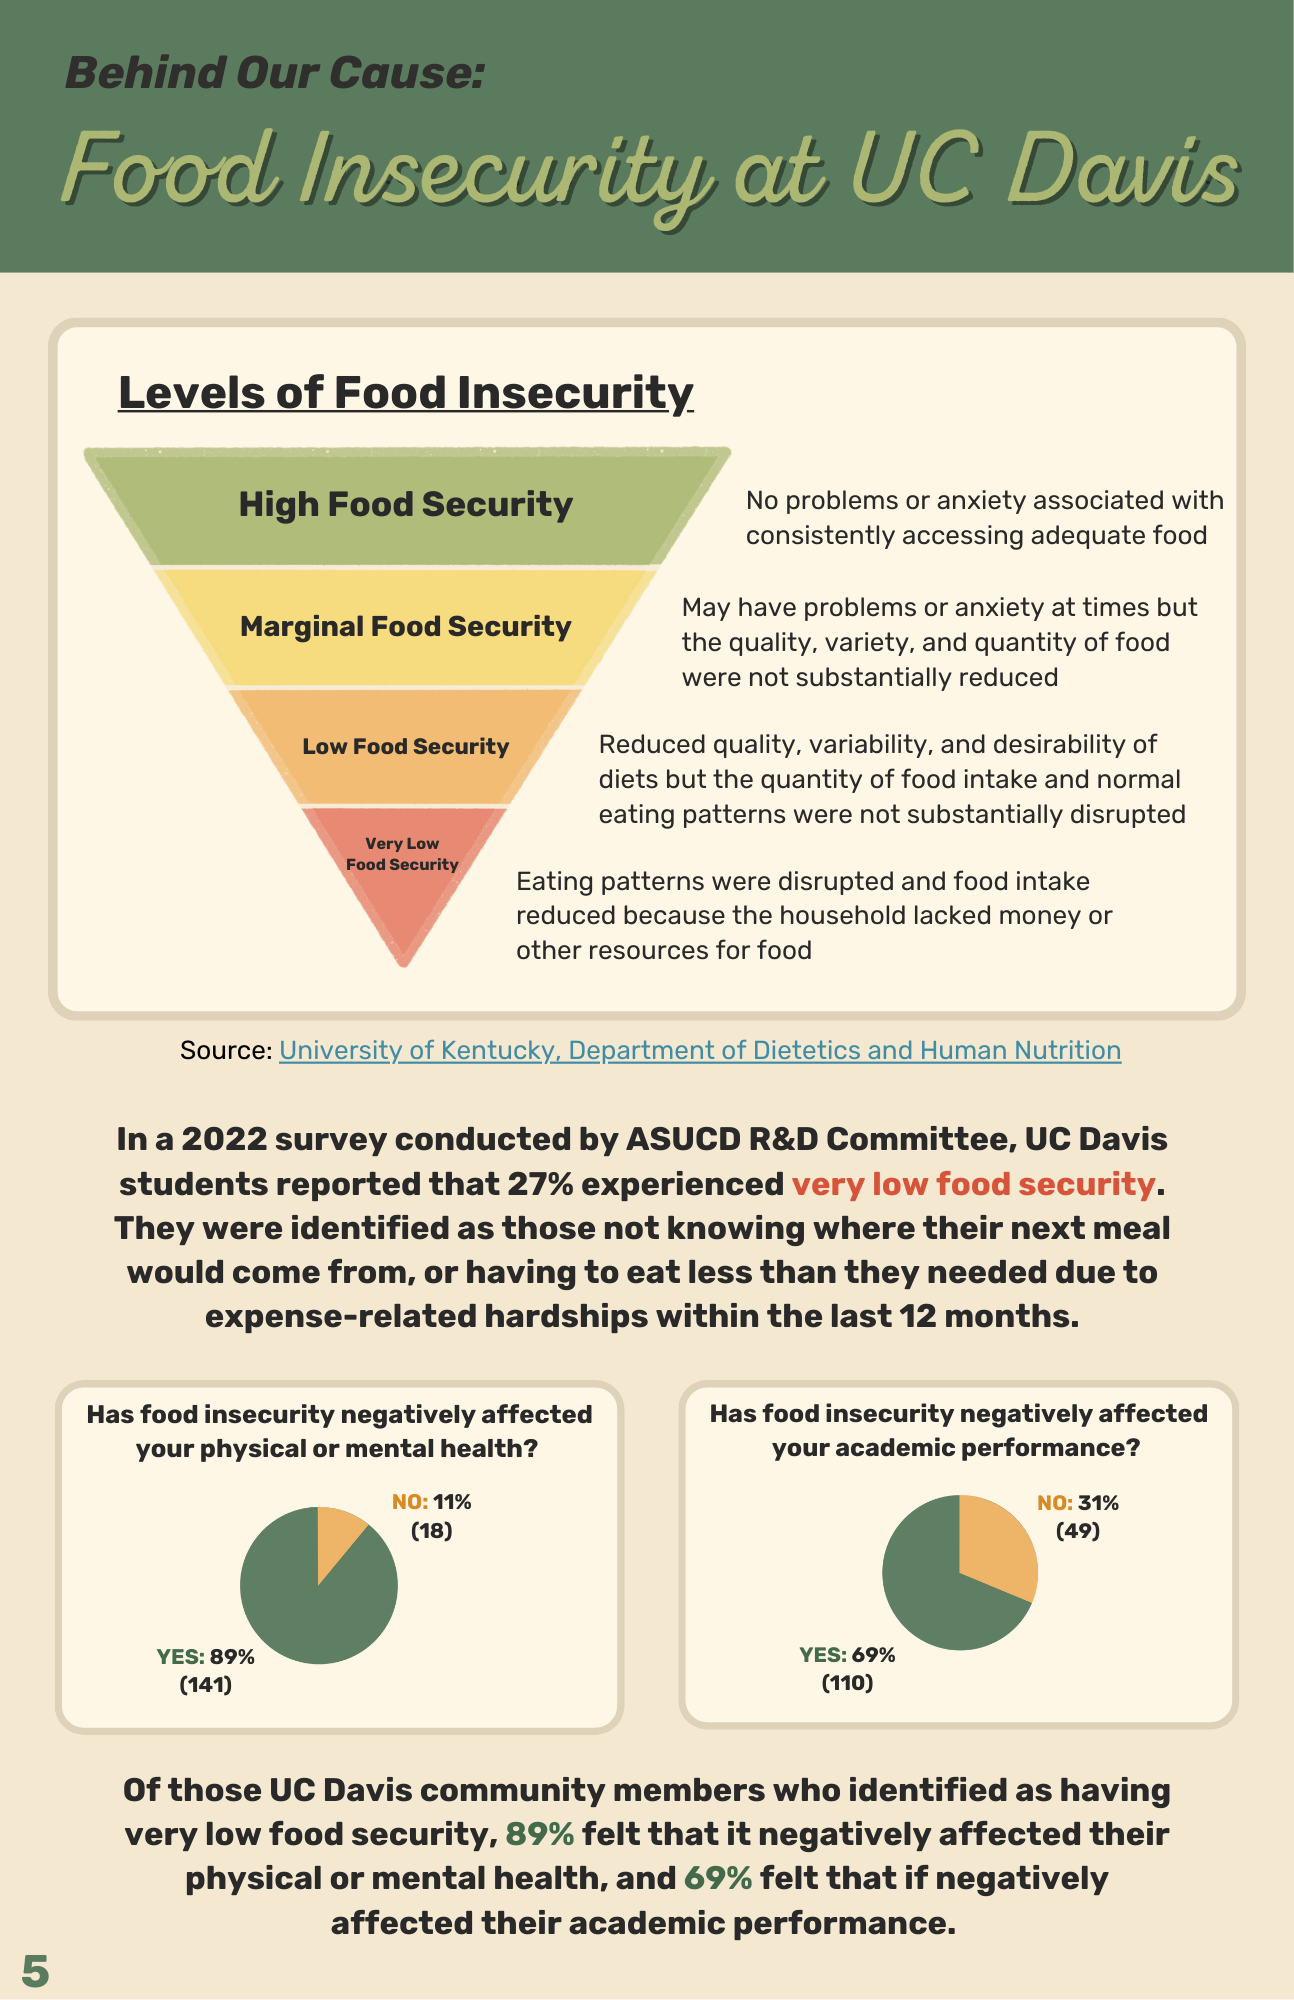 Behind Our Cause:
Food Insecurity at UC Davis
Levels of Food Insecurity
High Food Security
No problems or anxiety associated with
consistently accessing adequate food
Marginal Food Security
May have problems or anxiety at times but
the quality, variety, and quantity of food
were not substantially reduced
Low Food Security
Reduced quality, variability, and desirability of
diets but the quantity of food intake and normal
eating patterns were not substantially disrupted
Very Low
Food Security
Eating patterns were disrupted and food intake
reduced because the household lacked money or
other resources for food
Source: University of Kentucky, Department of Dietetics and Human Nutrition
In a 2022 survey conducted by ASUCD R&D Committee, UC Davis
students reported that 27% experienced very low food security.
They were identified as those not knowing where their next meal
would come from, or having to eat less than they needed due to
expense-related hardships within the last 12 months.
Has food insecurity negatively affected
your physical or mental health?
NO: 11%
(18)
YES: 89%
(141)
Has food insecurity negatively affected
your academic performance?
NO: 31%
(49)
YES: 69%
(110)
Of those UC Davis community members who identified as having
very low food security, 89% felt that it negatively affected their
physical or mental health, and 69% felt that if negatively
affected their academic performance.
5